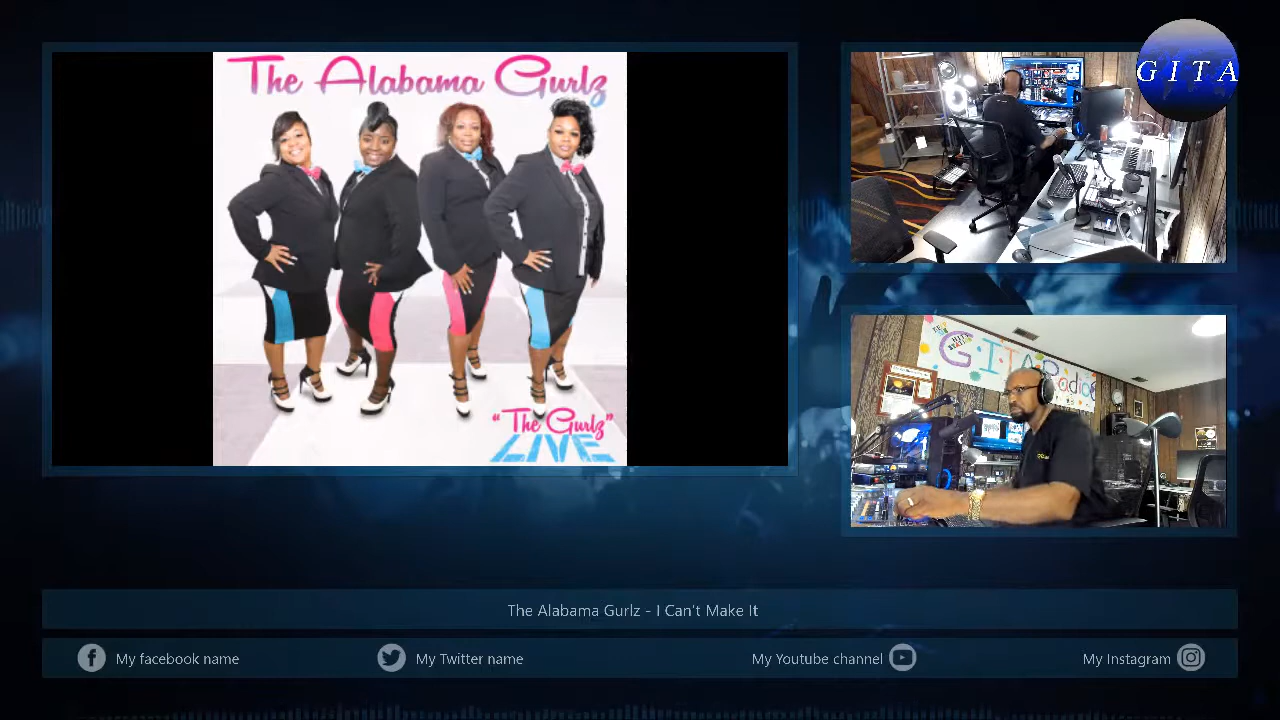 The Alabama Gurlz
"The Gurlz"
LIVE
G I T A
G.I.T.A Radio
The Alabama Gurlz - I Can't Make It
My facebook name
My Twitter name
My Youtube channel
My Instagram